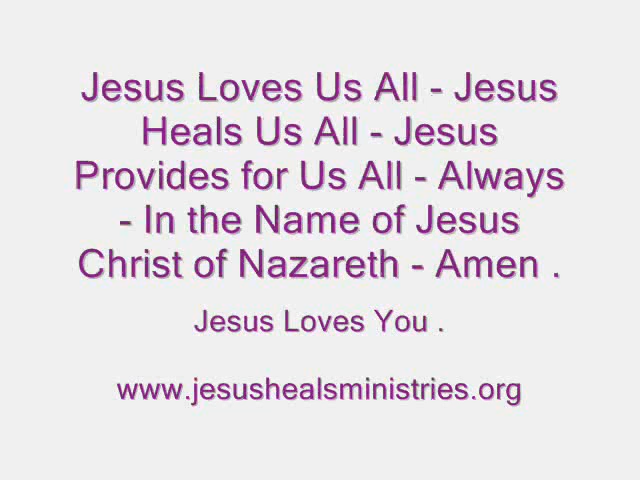 Jesus Loves Us All - Jesus
Heals Us All - Jesus
Provides for Us All - Always
- In the Name of Jesus
Christ of Nazareth - Amen .
Jesus Loves You .
www.jesushealsministries.org